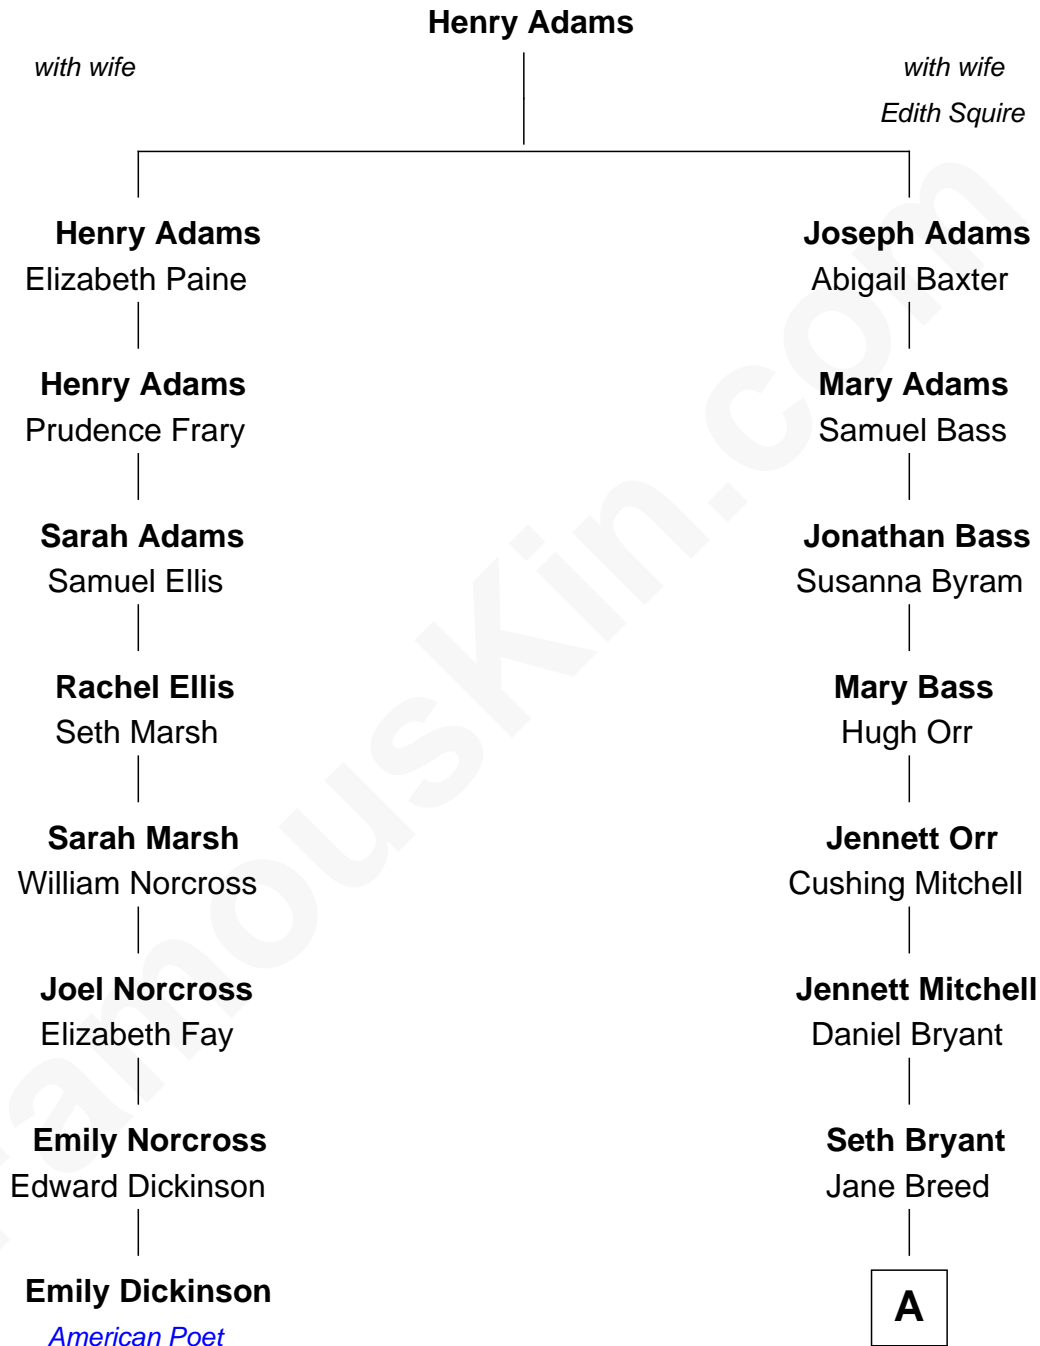 Henry Adams
with wife
with wife
Edith Squire
Henry Adams
Elizabeth Paine
Joseph Adams
Abigail Baxter
Henry Adams
Prudence Frary
Mary Adams
Samuel Bass
Sarah Adams
Samuel Ellis
Jonathan Bass
Susanna Byram
Rachel Ellis
Seth Marsh
Mary Bass
Hugh Orr
Sarah Marsh
William Norcross
Jennett Orr
Cushing Mitchell
Joel Norcross
Elizabeth Fay
Jennett Mitchell
Daniel Bryant
Emily Norcross
Edward Dickinson
Seth Bryant
Jane Breed
Emily Dickinson
American Poet
A
FamousKin.com